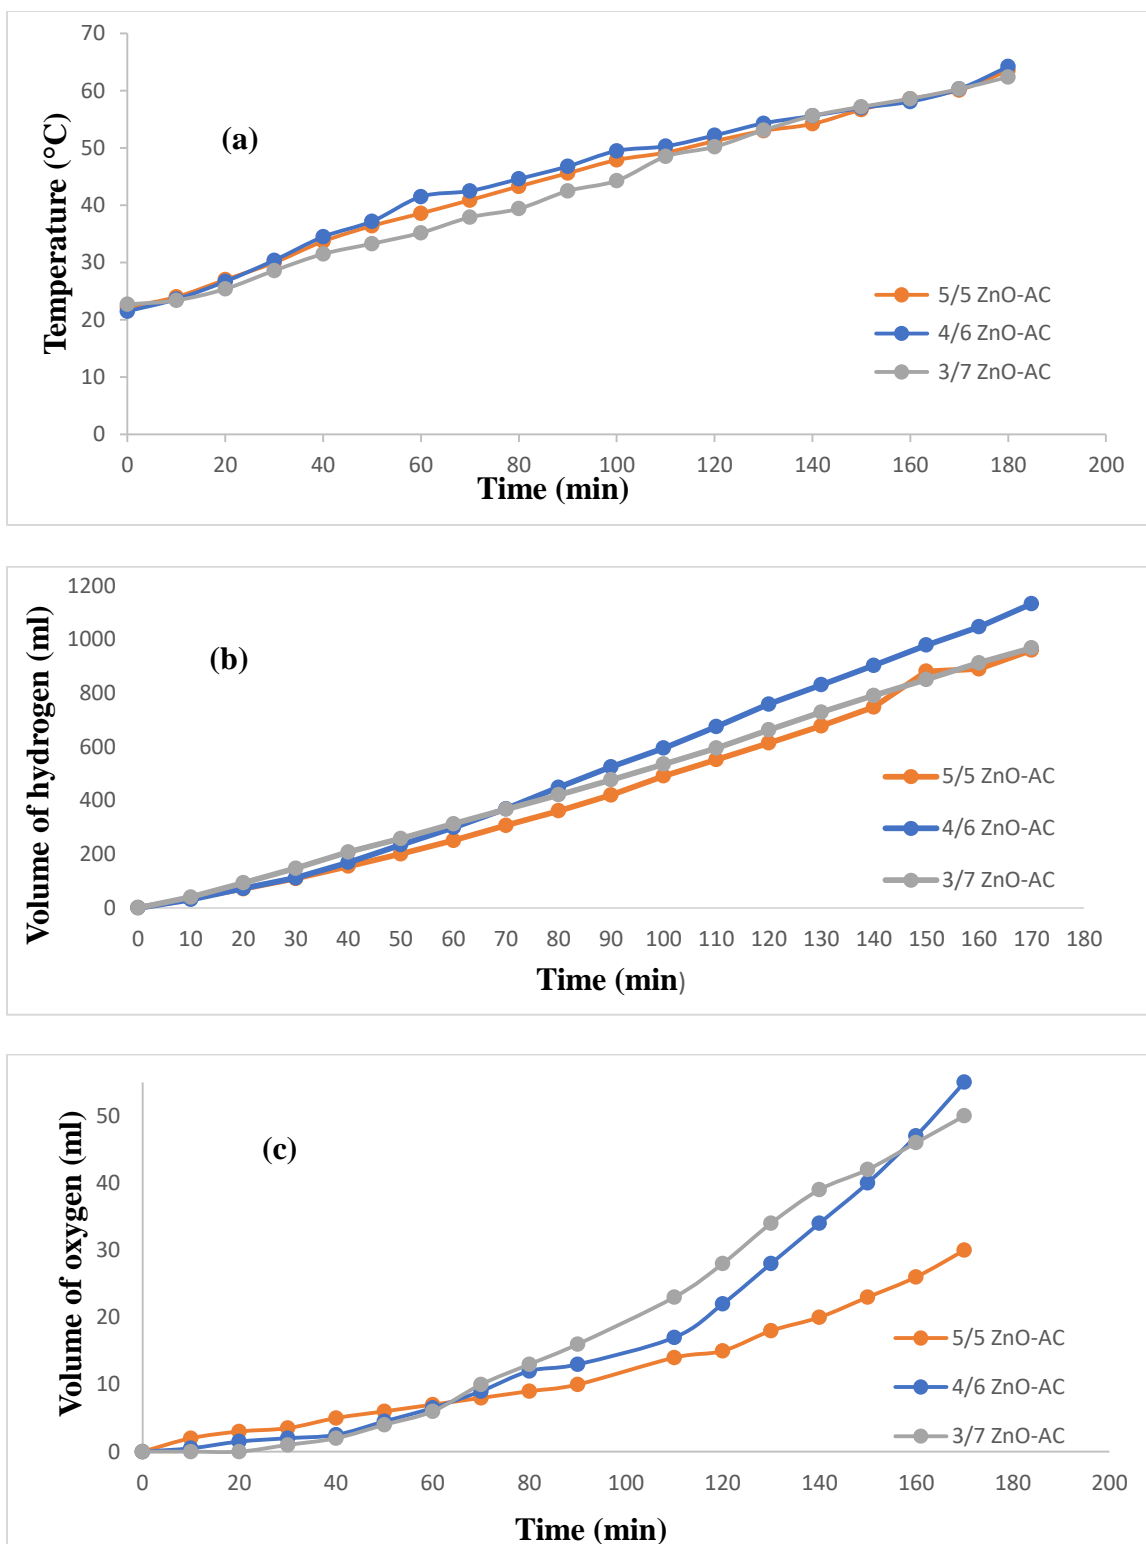 70
60
50
40
30
20
10
0
Temperature (°C)
(a)
5/5 ZnO-AC
4/6 ZnO-AC
3/7 ZnO-AC
0 20 40 60 80 100 120 140 160 180 200
Time (min)
1200
1000
800
600
400
200
0
Volume of hydrogen (ml)
(b)
5/5 ZnO-AC
4/6 ZnO-AC
3/7 ZnO-AC
0 10 20 30 40 50 60 70 80 90 100 110 120 130 140 150 160 170 180
Time (min)
50
40
30
20
10
0
Volume of oxygen (ml)
(c)
5/5 ZnO-AC
4/6 ZnO-AC
3/7 ZnO-AC
0 20 40 60 80 100 120 140 160 180 200
Time (min)